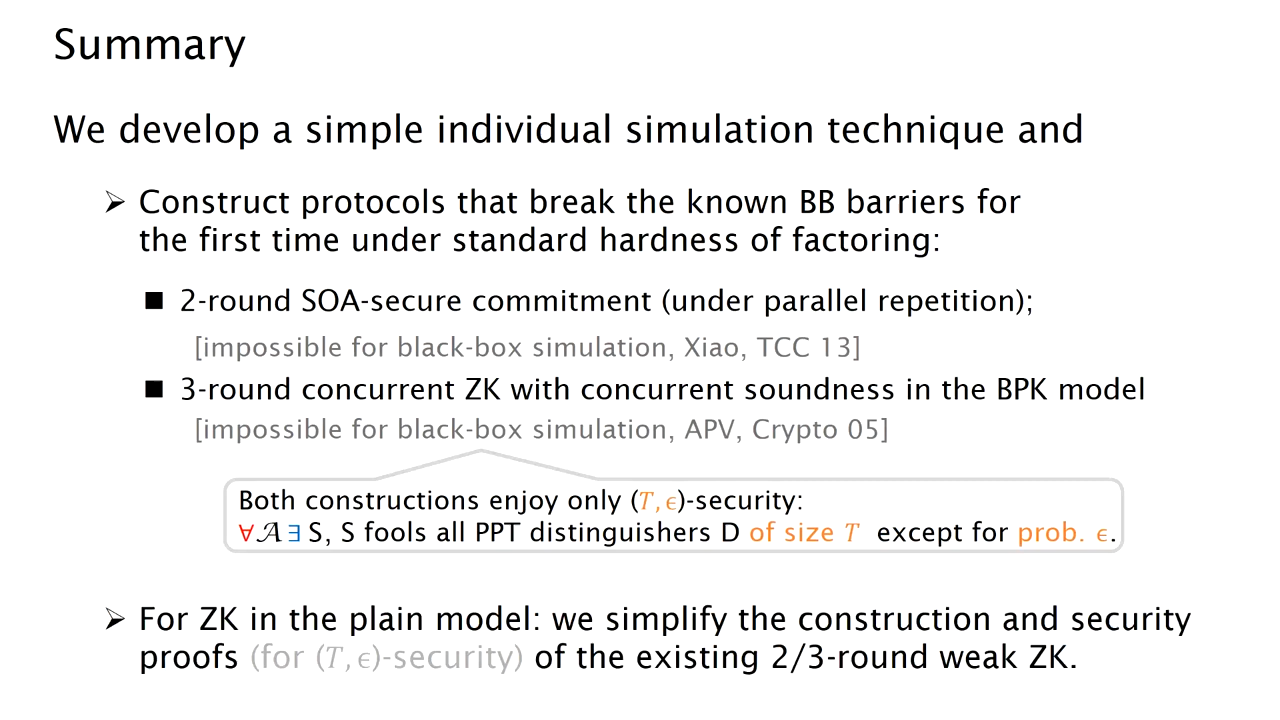 Summary
We develop a simple individual simulation technique and
➢ Construct protocols that break the known BB barriers for
the first time under standard hardness of factoring:
■ 2-round SOA-secure commitment (under parallel repetition);
[impossible for black-box simulation, Xiao, TCC 13]
■ 3-round concurrent ZK with concurrent soundness in the BPK model
[impossible for black-box simulation, APV, Crypto 05]
Both constructions enjoy only (T, ϵ)-security:
∀𝒜 ∃ S, S fools all PPT distinguishers D of size T except for prob. ϵ.
➢ For ZK in the plain model: we simplify the construction and security
proofs (for (T, ϵ)-security) of the existing 2/3-round weak ZK.